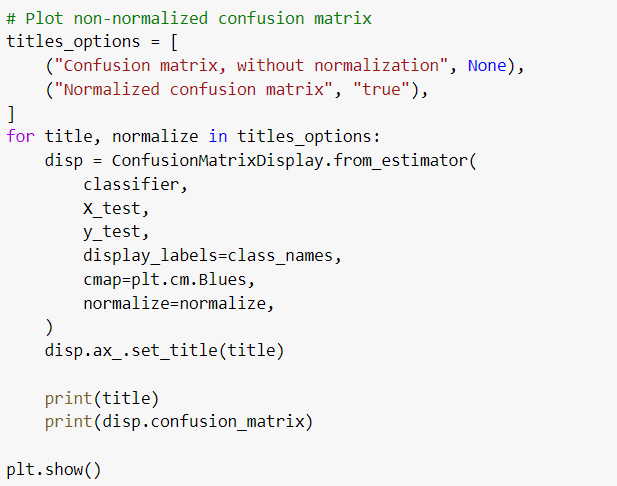 # Plot non-normalized confusion matrix
titles_options = [
    ("Confusion matrix, without normalization", None),
    ("Normalized confusion matrix", "true"),
]
for title, normalize in titles_options:
    disp = ConfusionMatrixDisplay.from_estimator(
        classifier,
        X_test,
        y_test,
        display_labels=class_names,
        cmap=plt.cm.Blues,
        normalize=normalize,
    )
    disp.ax_.set_title(title)

    print(title)
    print(disp.confusion_matrix)

plt.show()